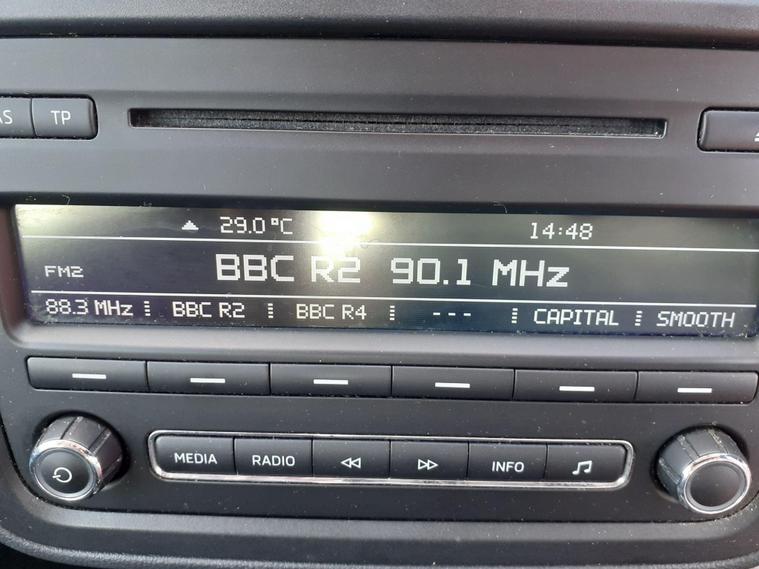 AS TP
29.0°C 14:48
FM2 BBC R2 90.1 MHz
88.3 MHz BBC R2 BBC R4 --- CAPITAL SMOOTH
MEDIA RADIO INFO